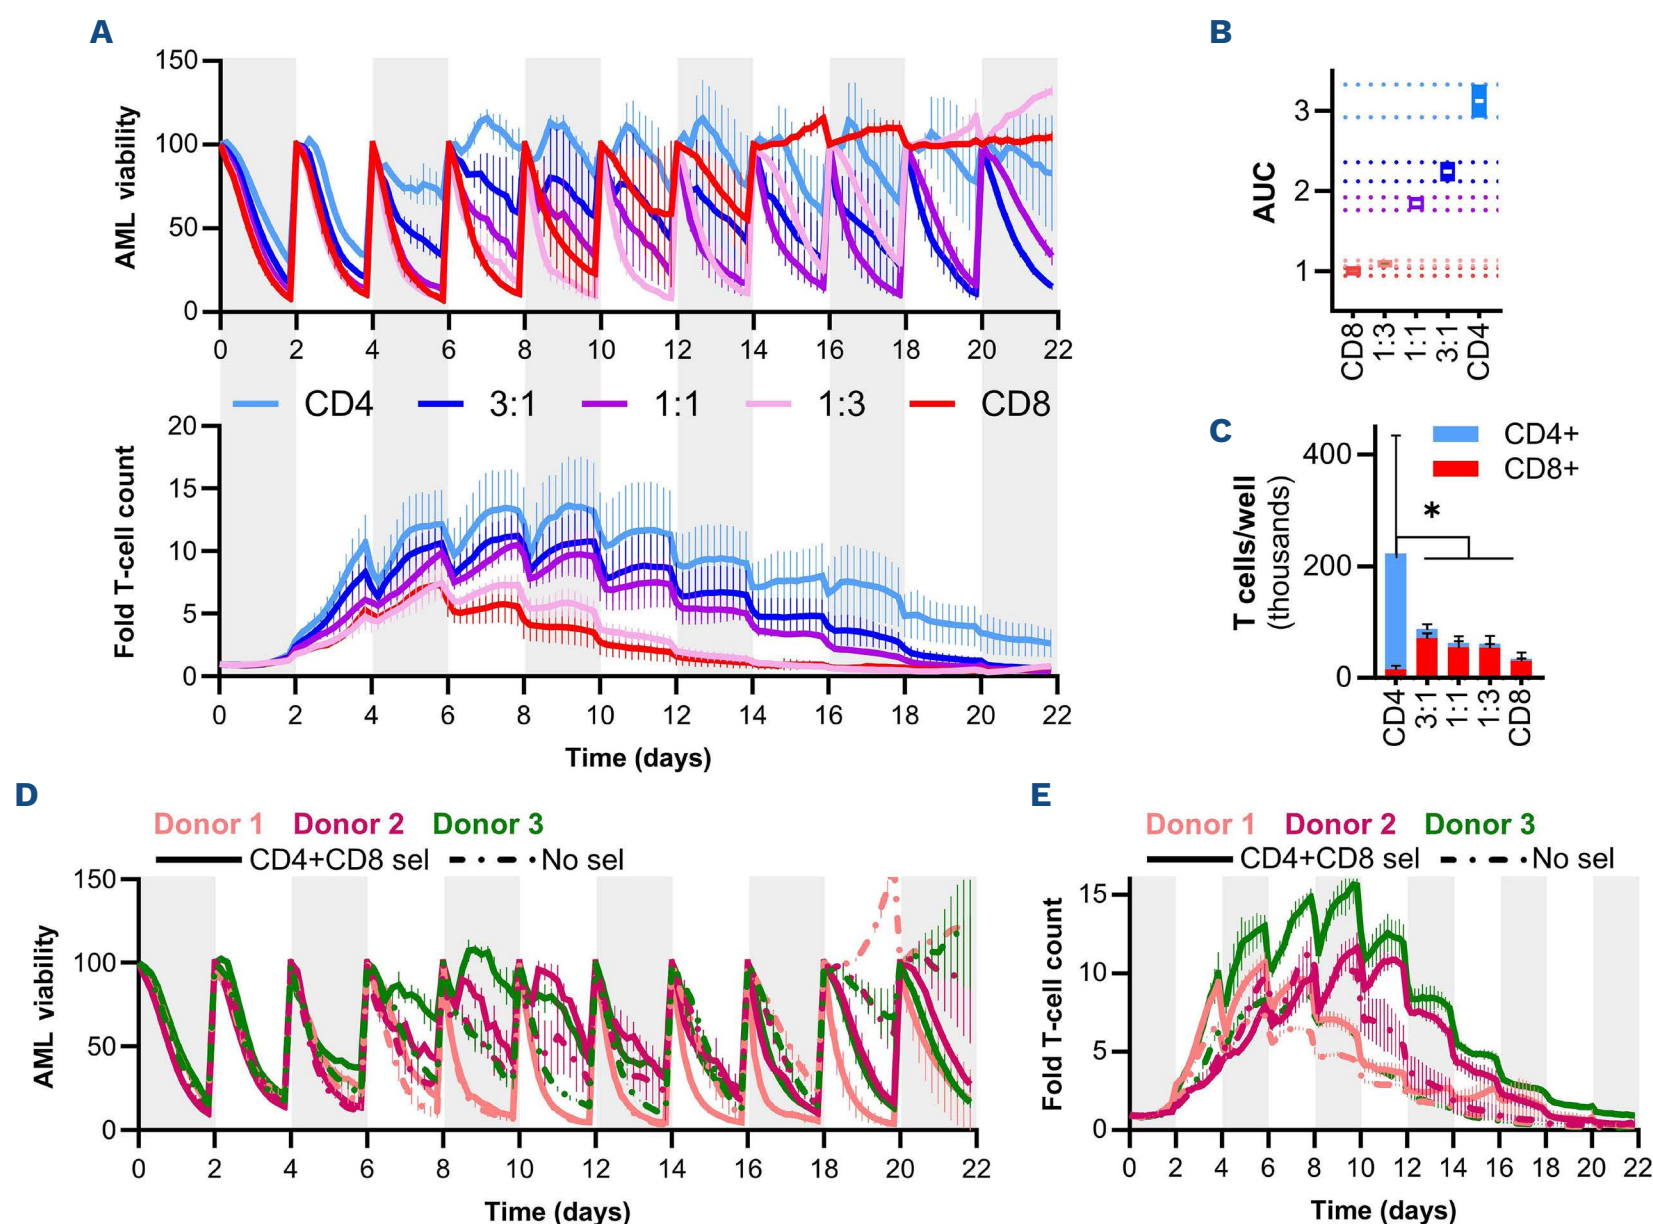 A
150
100
50
0
AML viability
0 2 4 6 8 10 12 14 16 18 20 22
CD4 3:1 1:1 1:3 CD8
20
15
10
5
0
Fold T-cell count
0 2 4 6 8 10 12 14 16 18 20 22
Time (days)
B
3
2
1
AUC
CD8 1:3 1:1 3:1 CD4
C
CD4+
CD8+
400
200
0
T cells/well
(thousands)
*
CD4 3:1 1:1 1:3 CD8
D
Donor 1 Donor 2 Donor 3
CD4+CD8 sel No sel
150
100
50
0
AML viability
0 2 4 6 8 10 12 14 16 18 20 22
Time (days)
E
Donor 1 Donor 2 Donor 3
CD4+CD8 sel No sel
15
10
5
0
Fold T-cell count
0 2 4 6 8 10 12 14 16 18 20 22
Time (days)